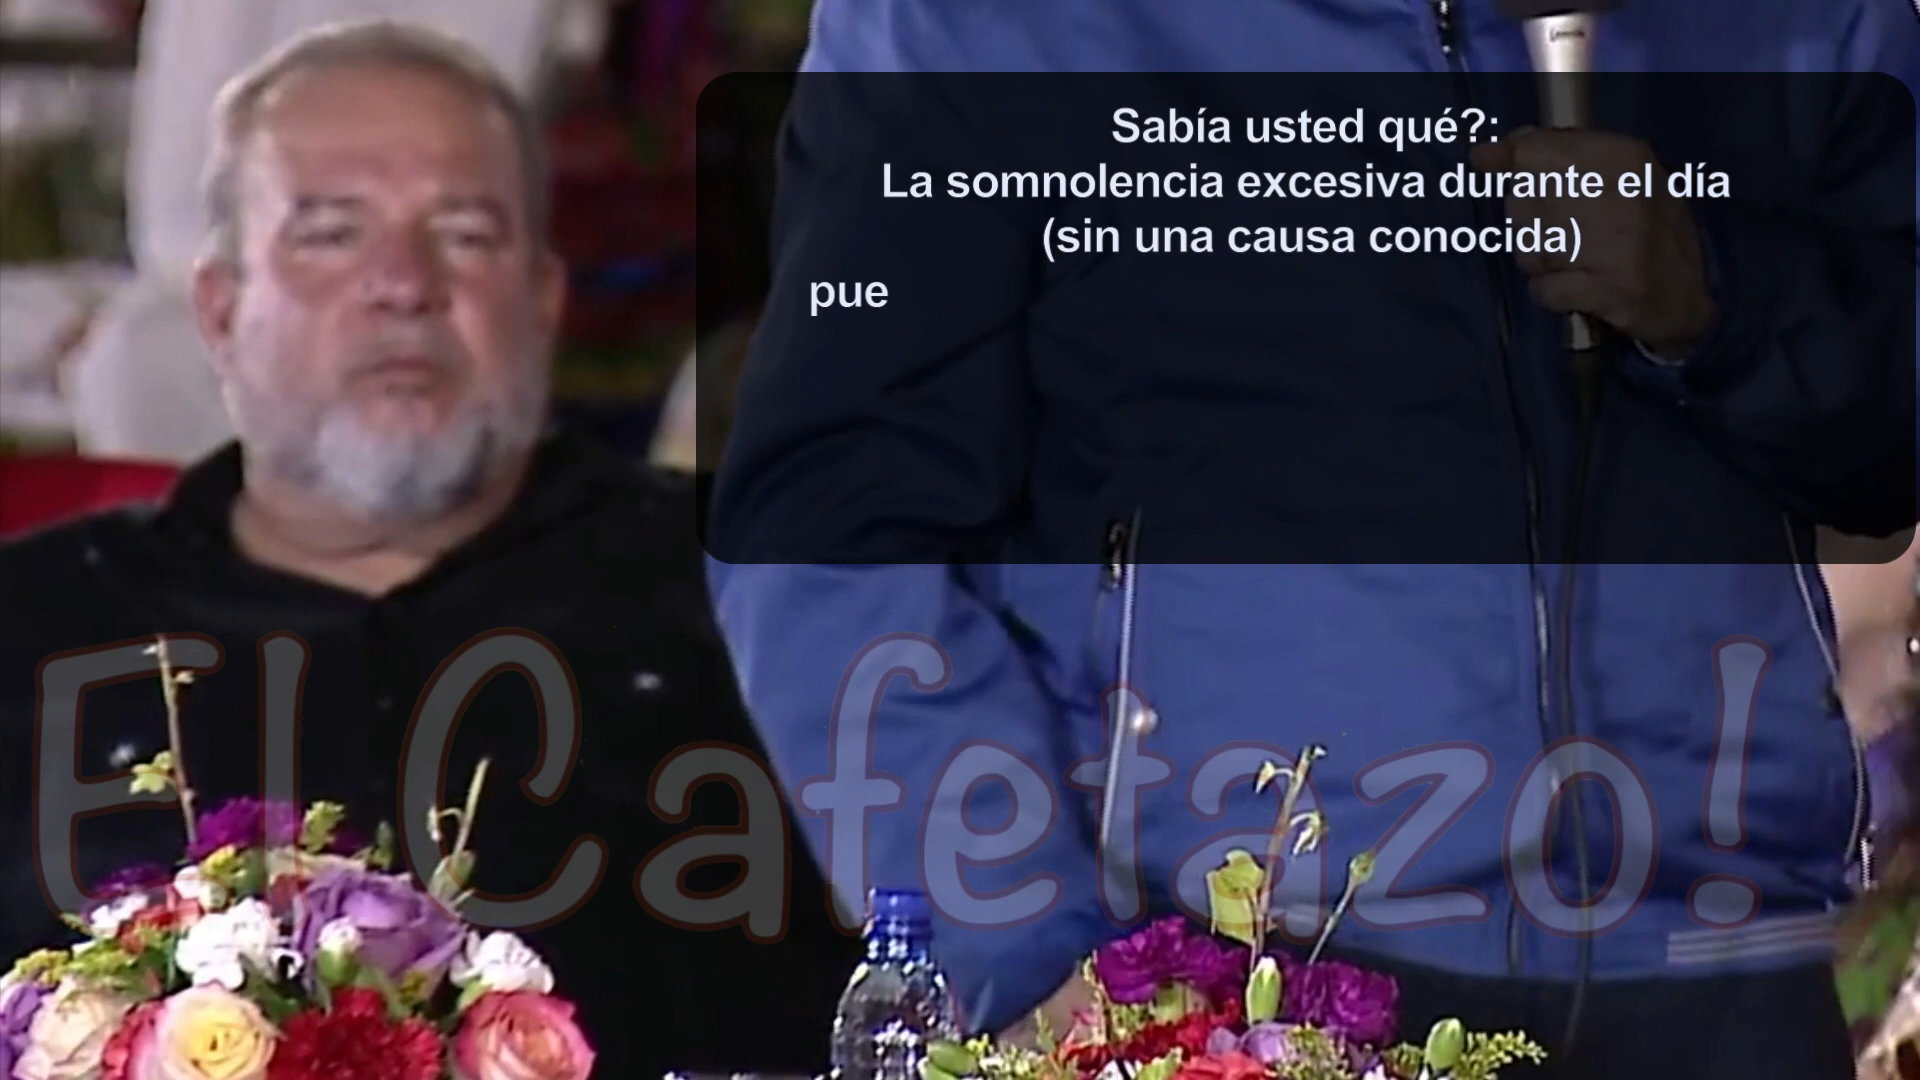 Sabía usted qué?:
La somnolencia excesiva durante el día
(sin una causa conocida)
pue
El Cafetazo!